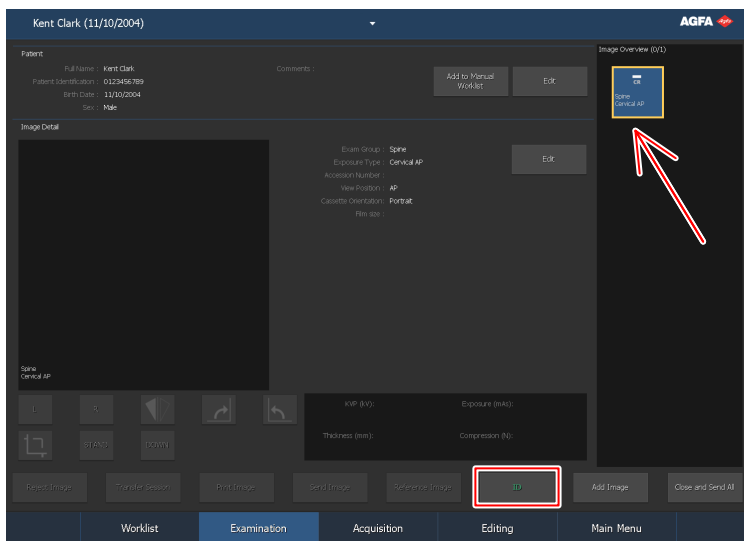 Kent Clark (11/10/2004)
AGFA
Patient
Full Name : Kent Clark
Comments :
Patient Identification : 0123456789
Birth Date : 11/10/2004
Sex : Male
Add to Manual
Worklist
Edit
Image Overview (0/1)
CR
Spine
Cervical AP
Image Detail
Exam Group : Spine
Exposure Type : Cervical AP
Accession Number :
View Position : AP
Cassette Orientation: Portrait
Film size :
Edit
Spine
Cervical AP
L
R
STAND
DOWN
KVP (kV):
Exposure (mAs):
Thickness (mm):
Compression (N):
Reject Image
Transfer Session
Print Image
Send Image
Reference Image
ID
Add Image
Close and Send All
Worklist
Examination
Acquisition
Editing
Main Menu